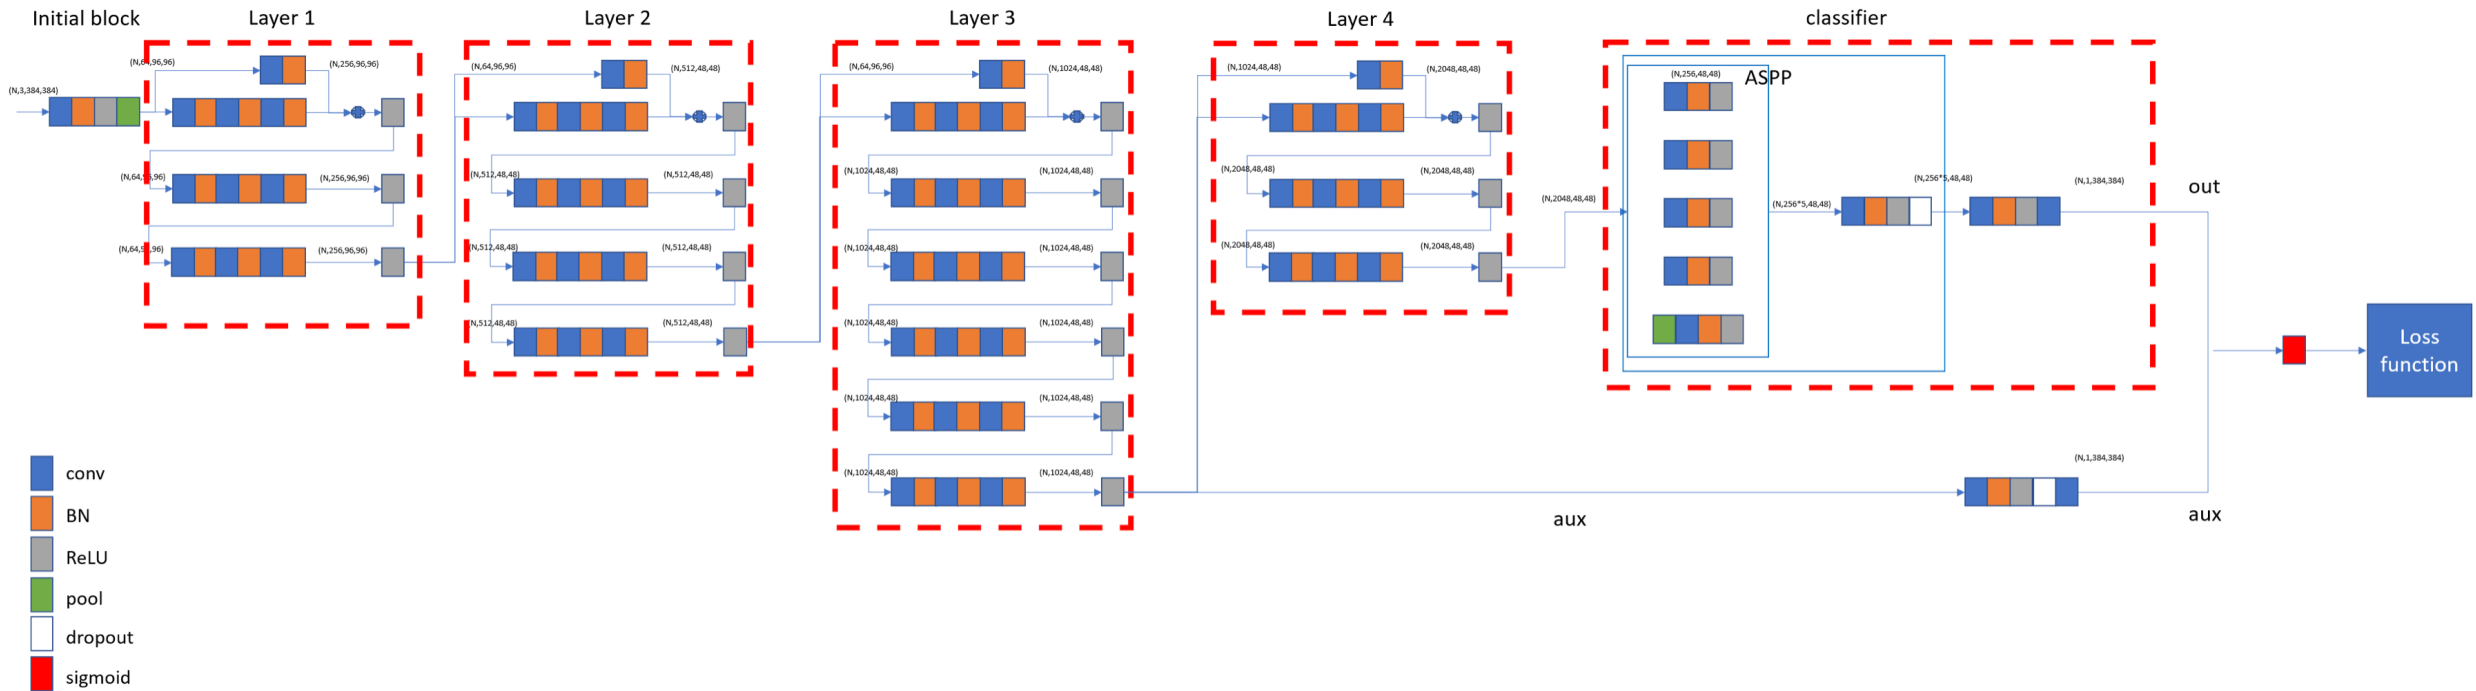 Initial block
Layer 1
Layer 2
Layer 3
Layer 4
classifier
(N,3,384,384)
(N,64,96,96)
(N,256,96,96)
(N,64,96,96)
(N,256,96,96)
(N,64,96,96)
(N,256,96,96)
(N,64,96,96)
(N,512,48,48)
(N,512,48,48)
(N,512,48,48)
(N,512,48,48)
(N,512,48,48)
(N,512,48,48)
(N,512,48,48)
(N,64,96,96)
(N,1024,48,48)
(N,1024,48,48)
(N,1024,48,48)
(N,1024,48,48)
(N,1024,48,48)
(N,1024,48,48)
(N,1024,48,48)
(N,1024,48,48)
(N,1024,48,48)
(N,1024,48,48)
(N,1024,48,48)
(N,1024,48,48)
(N,2048,48,48)
(N,2048,48,48)
(N,2048,48,48)
(N,2048,48,48)
(N,2048,48,48)
(N,2048,48,48)
(N,256,48,48)
ASPP
(N,256*5,48,48)
(N,256*5,48,48)
(N,1,384,384)
out
Loss
function
(N,1,384,384)
aux
aux
conv
BN
ReLU
pool
dropout
sigmoid